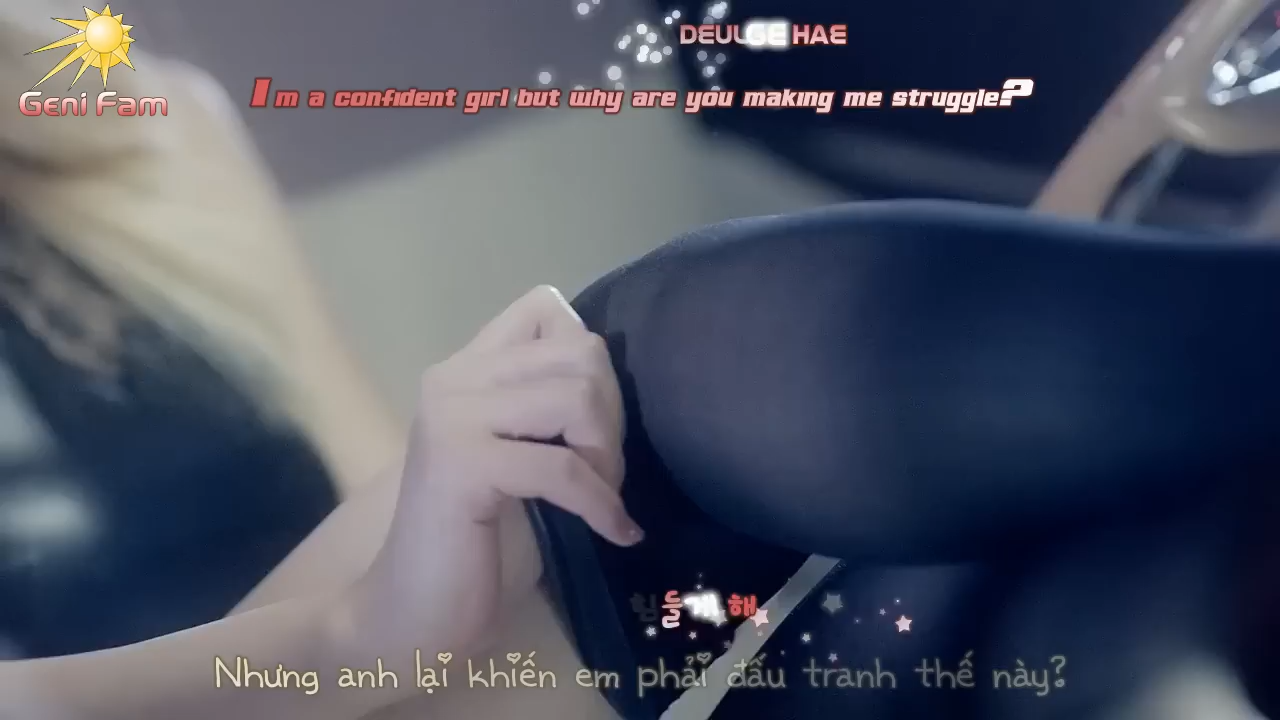 DEULGE HAE
Geni Fam
Im a confident girl but why are you making me struggle?
힘들게 해
Nhưng anh lại khiến em phải đấu tranh thế này?